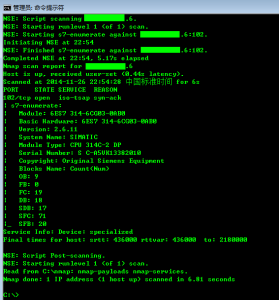 管理员: 命令提示符
NSE: Script scanning .6.
NSE: Starting runlevel 1 (of 1) scan.
NSE: Starting s7-enumerate against .6:102.
Initiating NSE at 22:54
NSE: Finished s7-enumerate against .6:102.
Completed NSE at 22:54, 5.17s elapsed
Nmap scan report for .6
Host is up, received user-set (0.44s latency).
Scanned at 2014-11-26 22:54:20 中国标准时间 for 6s
PORT STATE SERVICE REASON
102/tcp open iso-tsap syn-ack
| s7-enumerate:
| Module: 6ES7 314-6CG03-0AB0
| Basic Hardware: 6ES7 314-6CG03-0AB0
| Version: 2.6.11
| System Name: SIMATIC
| Module Type: CPU 314C-2 DP
| Serial Number: S
| Copyright: Original Siemens Equipment
| Blocks Name: Count(Num)
| OB: 9
| FB: 0
| FC: 19
| DB: 18
| SDB: 17
| SFC: 71
|_ SFB: 20
Service Info: Device: specialized
Final times for host: srtt: 436000 rttvar: 436000 to: 2180000
NSE: Script Post-scanning.
NSE: Starting runlevel 1 (of 1) scan.
Read from C:\nmap: nmap-payloads nmap-services.
Nmap done: 1 IP address (1 host up) scanned in 6.81 seconds
C:\>